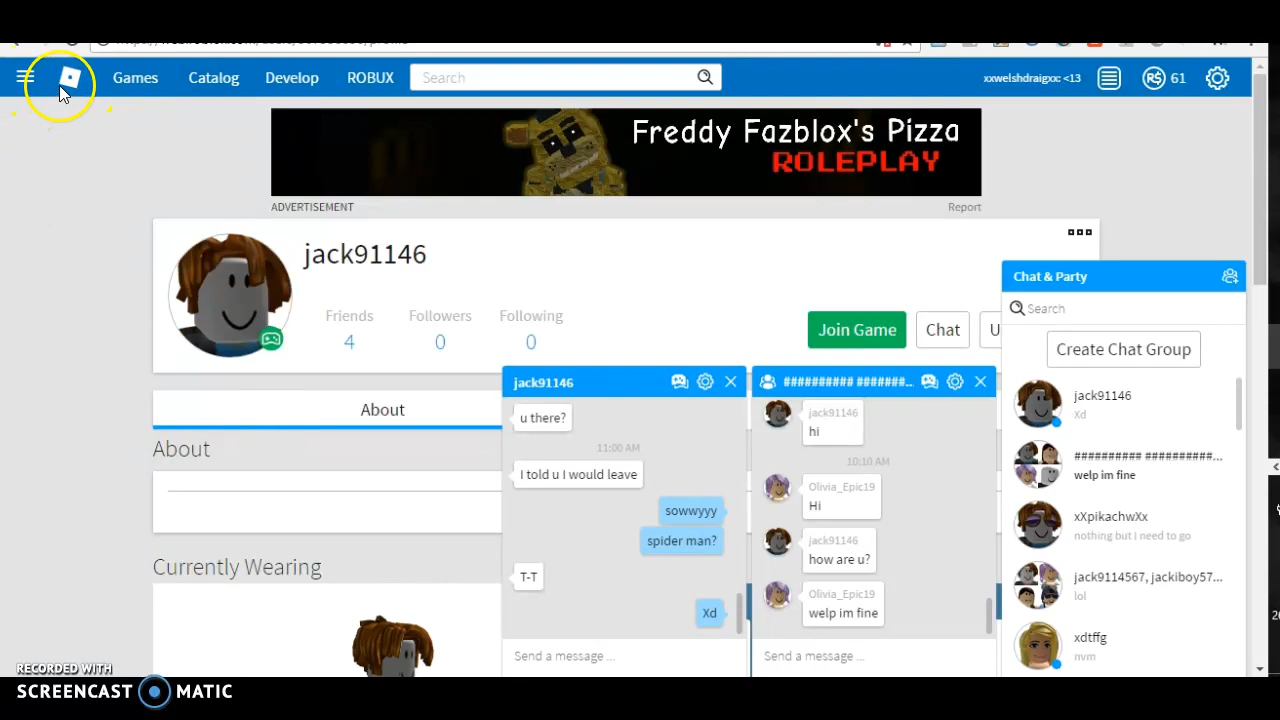 Games Catalog Develop ROBUX Search xxwelshdraigxx: <13 R$ 61
Freddy Fazblox's Pizza
ROLEPLAY
ADVERTISEMENT Report
jack91146
Friends Followers Following
4 0 0
Join Game Chat U
About
About
Currently Wearing
jack91146
u there?
11:00 AM
I told u I would leave
sowwyyy
spider man?
T-T
Xd
Send a message ...
########## #######...
jack91146
hi
10:10 AM
Olivia_Epic19
Hi
jack91146
how are u?
Olivia_Epic19
welp im fine
Send a message ...
Chat & Party
Search
Create Chat Group
jack91146
Xd
########## ##########...
welp im fine
xXpikachwXx
nothing but I need to go
jack9114567, jackiboy57...
lol
xdtffg
nvm
RECORDED WITH
SCREENCAST MATIC